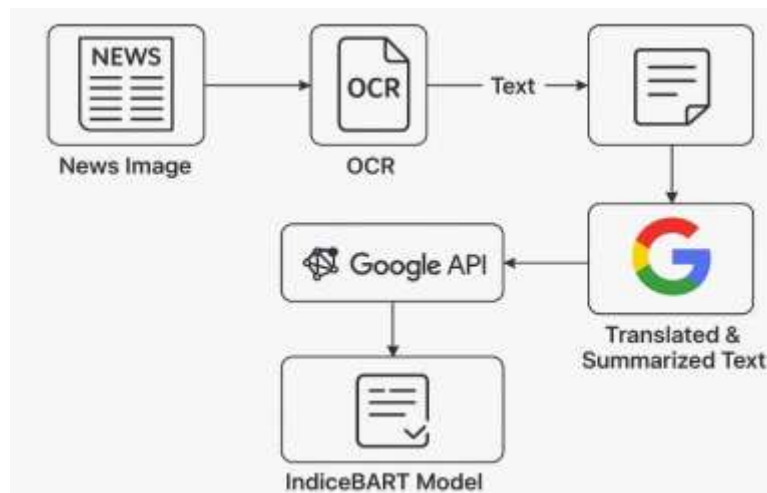 NEWS
OCR
Text
News Image
OCR
Google API
Translated &
Summarized Text
IndiceBART Model